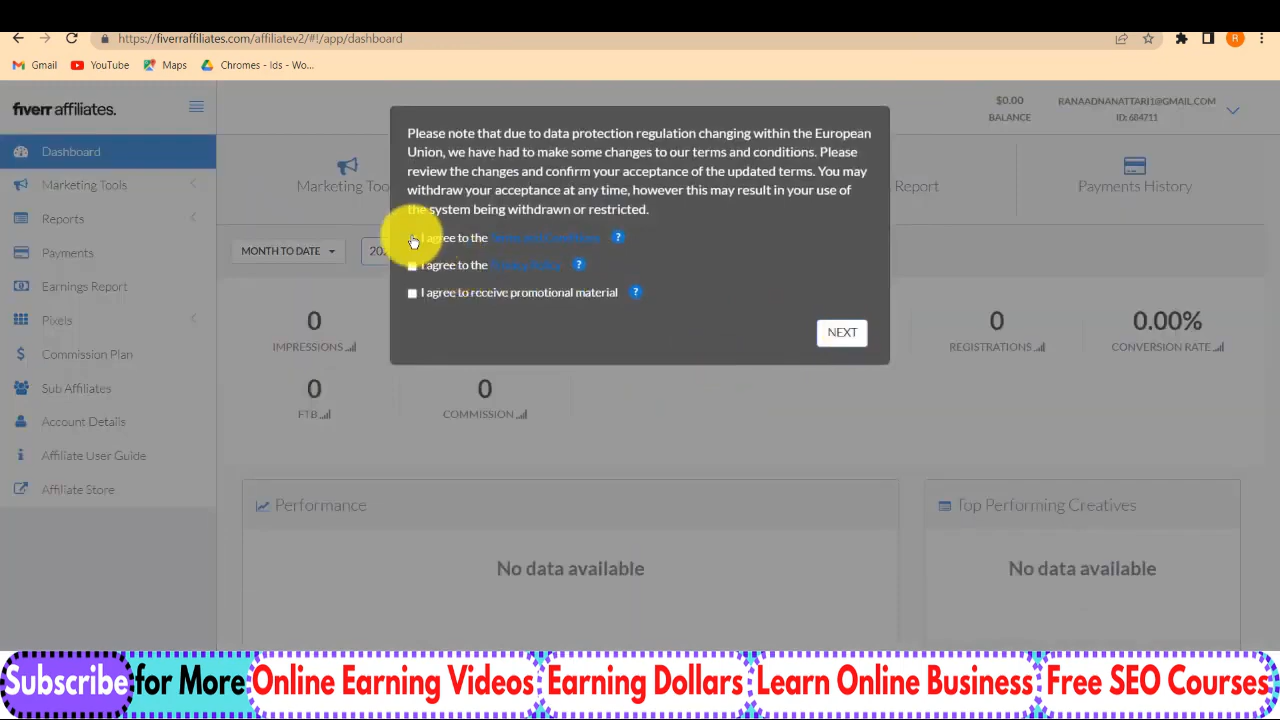 https://fiverraffiliates.com/affiliatev2/#!/app/dashboard
R
Gmail YouTube Maps Chromes - Ids - Wo...
fiverr affiliates.
$0.00
BALANCE
RANAADNANATTARI1@GMAIL.COM
ID: 684711
Dashboard
Marketing Tools
Reports
Payments
Earnings Report
Pixels
Commission Plan
Sub Affiliates
Account Details
Affiliate User Guide
Affiliate Store
Marketing Too
Report
Payments History
MONTH TO DATE
20
Please note that due to data protection regulation changing within the European
Union, we have had to make some changes to our terms and conditions. Please
review the changes and confirm your acceptance of the updated terms. You may
withdraw your acceptance at any time, however this may result in your use of
the system being withdrawn or restricted.
I agree to the Terms and Conditions ?
I agree to the Privacy Policy ?
I agree to receive promotional material ?
NEXT
0
IMPRESSIONS
0
REGISTRATIONS
0.00%
CONVERSION RATE
0
FTB
0
COMMISSION
Performance
No data available
Top Performing Creatives
No data available
Subscribe for More Online Earning Videos Earning Dollars Learn Online Business Free SEO Courses